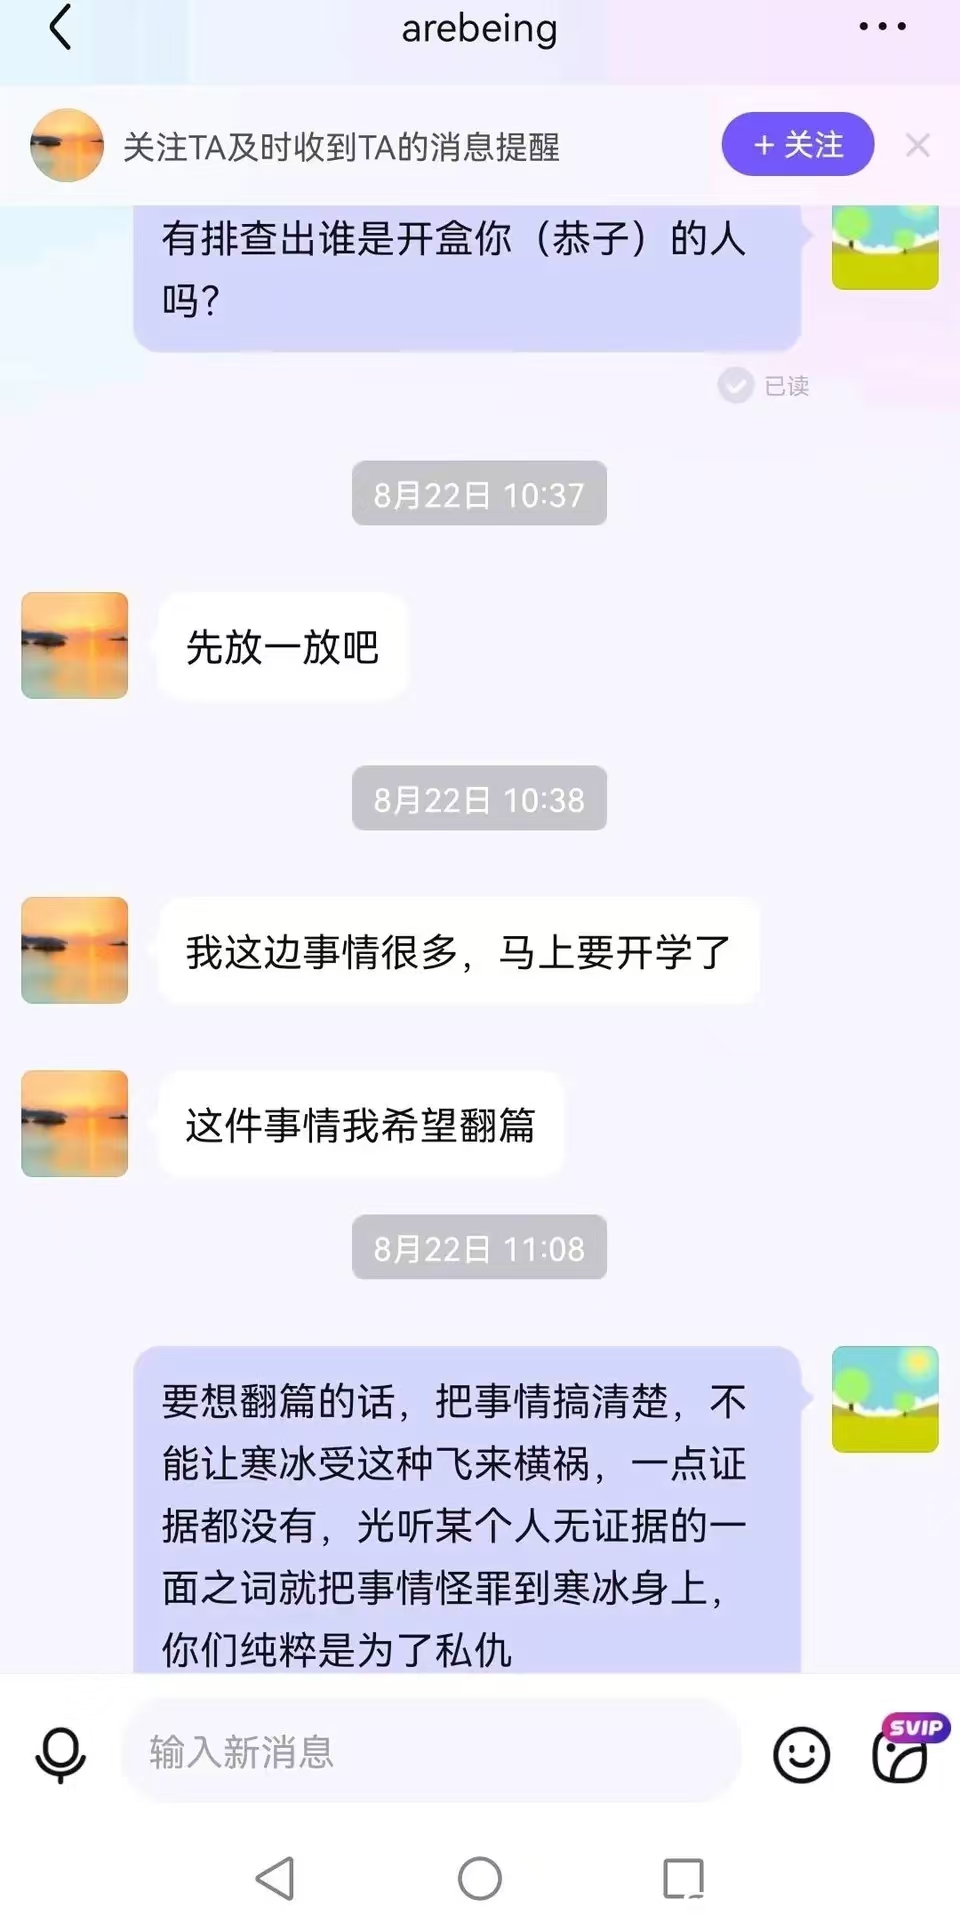 arebeing
关注TA及时收到TA的消息提醒
+ 关注
有排查出谁是开盒你（恭子）的人
吗？
已读
8月22日 10:37
先放一放吧
8月22日 10:38
我这边事情很多，马上要开学了
这件事情我希望翻篇
8月22日 11:08
要想翻篇的话，把事情搞清楚，不
能让寒冰受这种飞来横祸，一点证
据都没有，光听某个人无证据的一
面之词就把事情怪罪到寒冰身上，
你们纯粹是为了私仇
输入新消息
SVIP